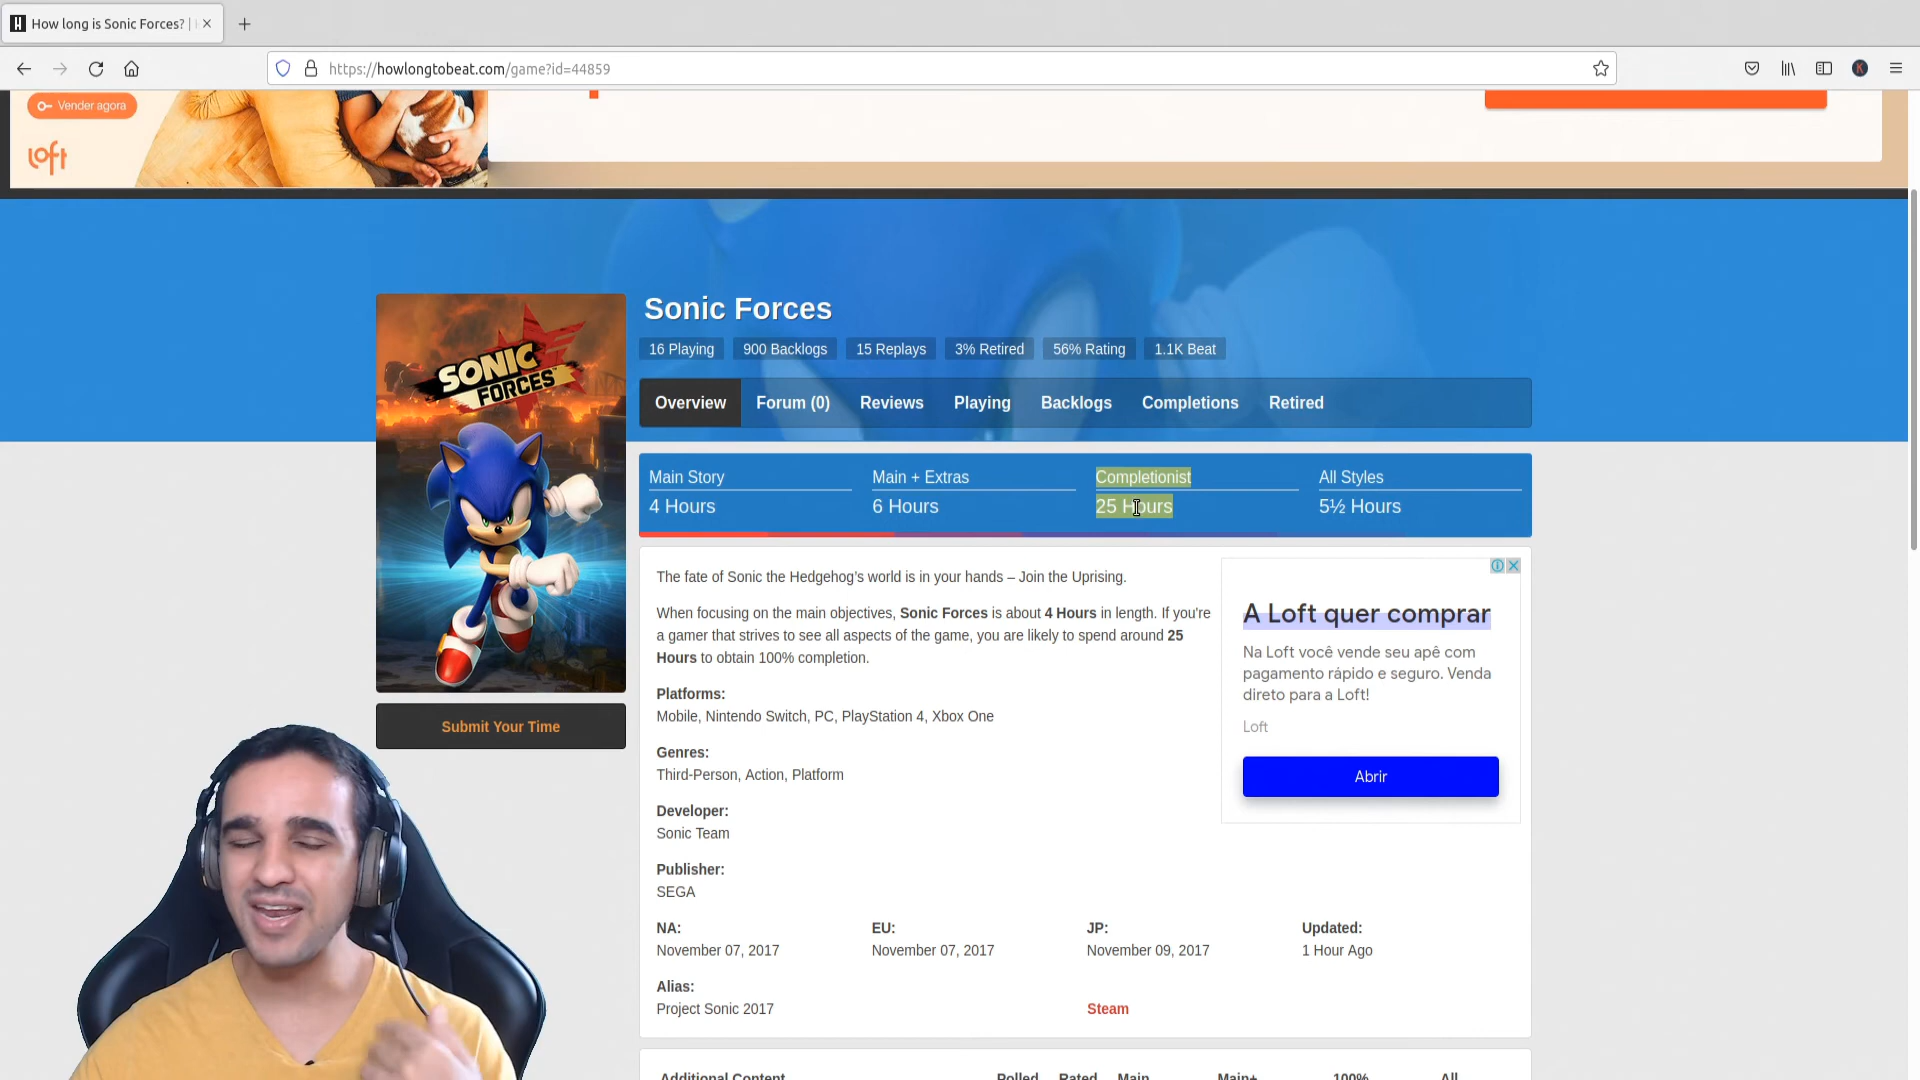 How long is Sonic Forces? |
https://howlongtobeat.com/game?id=44859
Vender agora
loft
Sonic Forces
16 Playing 900 Backlogs 15 Replays 3% Retired 56% Rating 1.1K Beat
Overview Forum (0) Reviews Playing Backlogs Completions Retired
SONIC
FORCES
Main Story Main + Extras Completionist All Styles
4 Hours 6 Hours 25 Hours 5½ Hours
The fate of Sonic the Hedgehog's world is in your hands – Join the Uprising.
When focusing on the main objectives, Sonic Forces is about 4 Hours in length. If you're
a gamer that strives to see all aspects of the game, you are likely to spend around 25
Hours to obtain 100% completion.
A Loft quer comprar
Na Loft você vende seu apê com
pagamento rápido e seguro. Venda
direto para a Loft!
Loft
Abrir
Platforms:
Mobile, Nintendo Switch, PC, PlayStation 4, Xbox One
Submit Your Time
Genres:
Third-Person, Action, Platform
Developer:
Sonic Team
Publisher:
SEGA
NA: EU: JP: Updated:
November 07, 2017 November 07, 2017 November 09, 2017 1 Hour Ago
Alias:
Project Sonic 2017 Steam
Additional Content Polled Rated Main Main+ 100% All